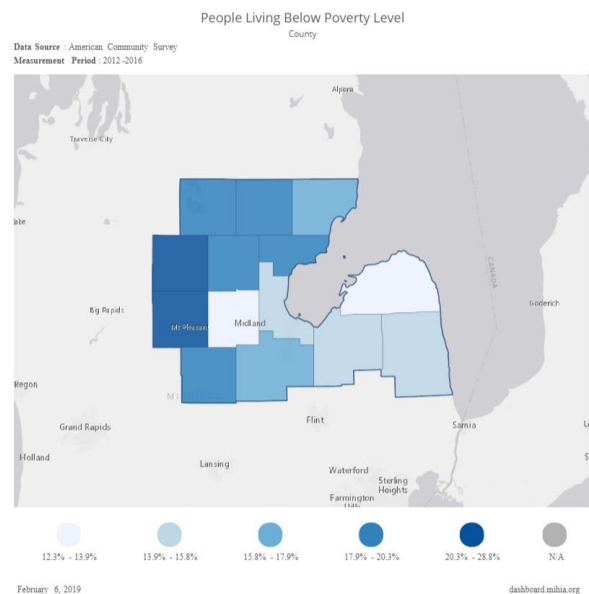 People Living Below Poverty Level
County
Data Source : American Community Survey
Measurement Period : 2012 -2016
Alpena
Traverse City
CANADA
Goderich
Big Rapids
Mt Pleasant
Midland
Flint
Sarnia
Grand Rapids
Lansing
Holland
Waterford
Sterling
Heights
Farmington
Hills
12.3% - 13.9%
13.9% - 15.8%
15.8% - 17.9%
17.9% - 20.3%
20.3% - 28.8%
N/A
February 6, 2019
dashboard.mihia.org